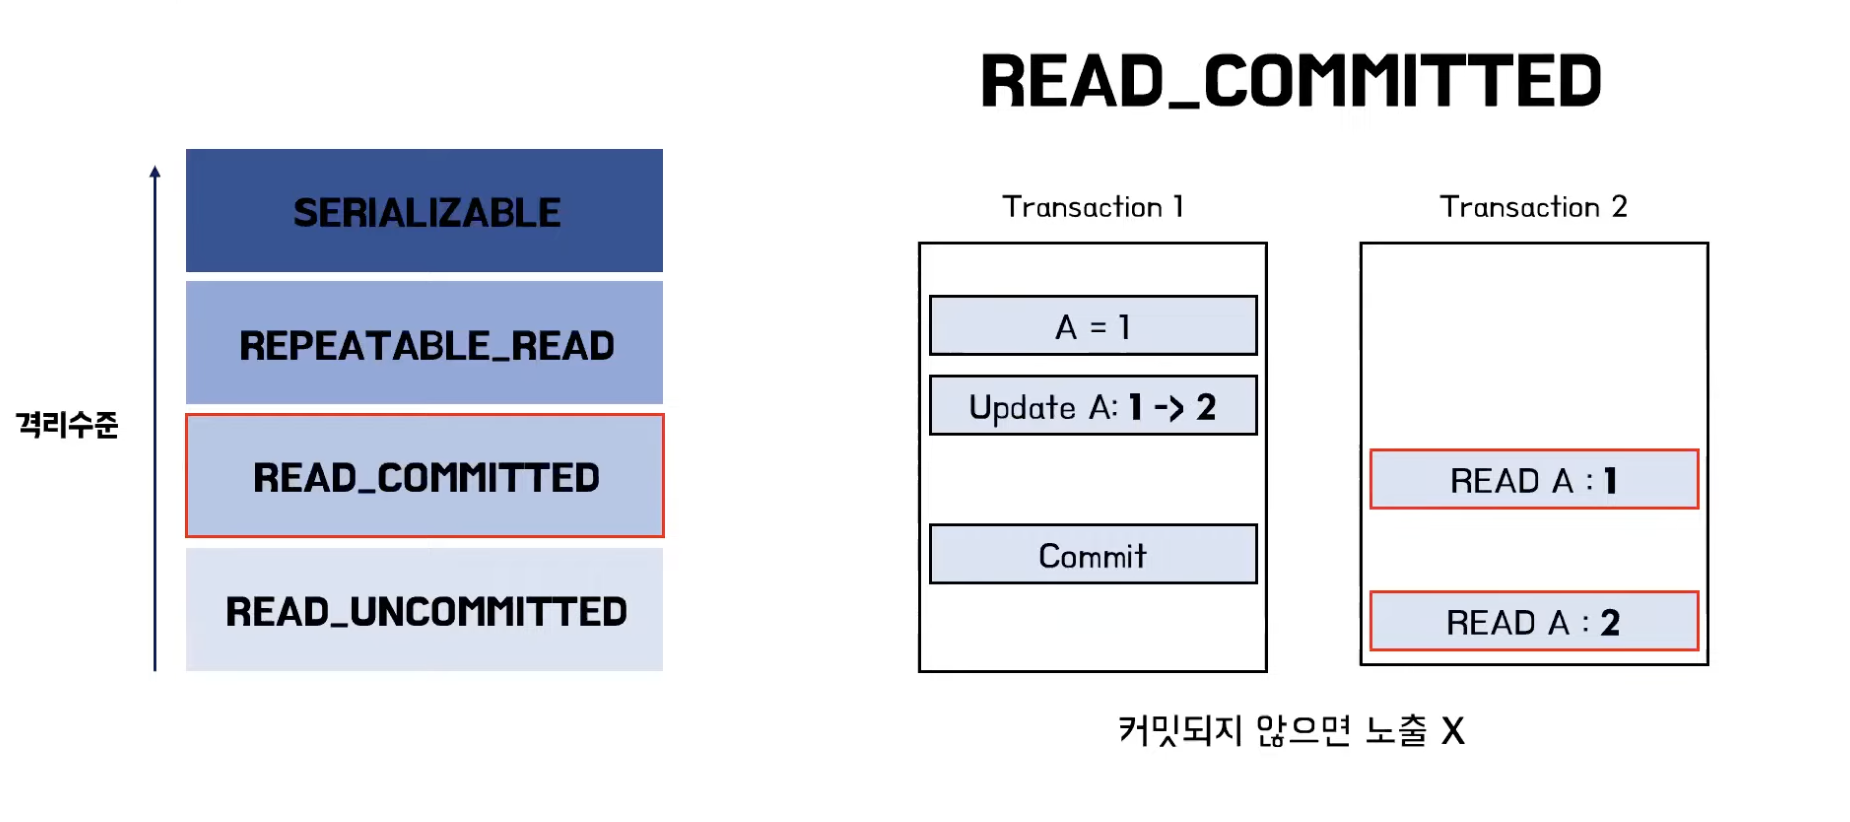 READ_COMMITTED
격리수준
SERIALIZABLE
REPEATABLE_READ
READ_COMMITTED
READ_UNCOMMITTED
Transaction 1
A = 1
Update A: 1 -> 2
Commit
Transaction 2
READ A : 1
READ A : 2
커밋되지 않으면 노출 X